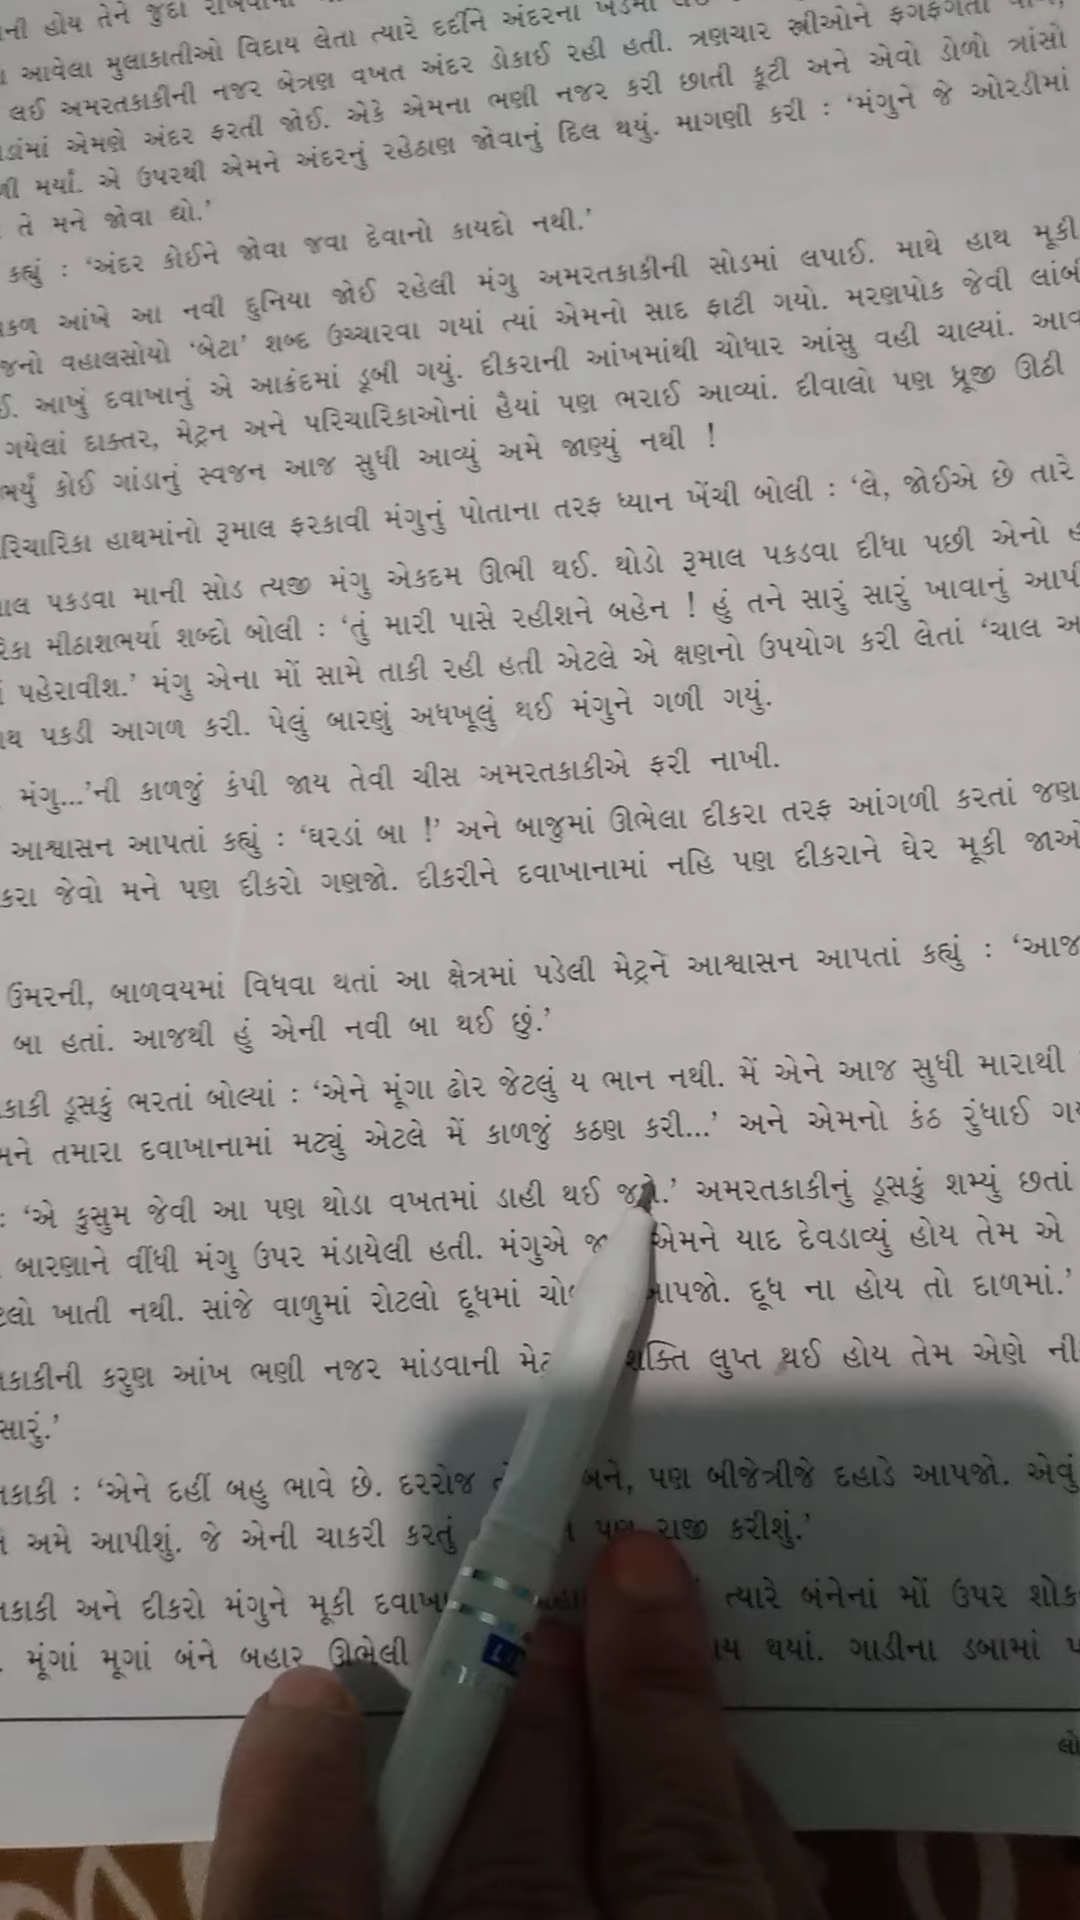 ની હોય તેને જુદા
આવેલા મુલાકાતીઓ વિદાય લેતા ત્યારે દર્દીને અંદરના ખંડમાં
લઈ અમરતકાકીની નજર બેત્રણ વખત અંદર ડોકાઈ રહી હતી. ત્રણચાર સ્ત્રીઓને ફગફગતા
ડાંમાં એમણે અંદર ફરતી જોઈ. એકે એમના ભણી નજર કરી છાતી કૂટી અને એવો ડોળો ત્રાંસો
ળી મર્યાં. એ ઉપરથી એમને અંદરનું રહેઠાણ જોવાનું દિલ થયું. માગણી કરી : ‘મંગુને જે ઓરડીમાં
તે મને જોવા દ્યો.’
કહ્યું : ‘અંદર કોઈને જોવા જવા દેવાનો કાયદો નથી.’
કળ આંખે આ નવી દુનિયા જોઈ રહેલી મંગુ અમરતકાકીની સોડમાં લપાઈ. માથે હાથ મૂકી
જનો વહાલસોયો ‘બેટા’ શબ્દ ઉચ્ચારવા ગયાં ત્યાં એમનો સાદ ફાટી ગયો. મરણપોક જેવી લાંબી
ઈ. આખું દવાખાનું એ આક્રંદમાં ડૂબી ગયું. દીકરાની આંખમાંથી ચોધાર આંસુ વહી ચાલ્યાં. આવ
ગયેલાં દાક્તર, મેટ્રન અને પરિચારિકાઓનાં હૈયાં પણ ભરાઈ આવ્યાં. દીવાલો પણ ધ્રૂજી ઊઠી
ભર્યું કોઈ ગાંડાનું સ્વજન આજ સુધી આવ્યું અમે જાણ્યું નથી !
રિચારિકા હાથમાંનો રૂમાલ ફરકાવી મંગુનું પોતાના તરફ ધ્યાન ખેંચી બોલી : ‘લે, જોઈએ છે તારે
ાલ પકડવા માની સોડ ત્યજી મંગુ એકદમ ઊભી થઈ. થોડો રૂમાલ પકડવા દીધા પછી એનો હ
રેકા મીઠાશભર્યા શબ્દો બોલી : ‘તું મારી પાસે રહીશને બહેન ! હું તને સારું સારું ખાવાનું આપી
પહેરાવીશ.’ મંગુ એના મોં સામે તાકી રહી હતી એટલે એ ક્ષણનો ઉપયોગ કરી લેતાં ‘ચાલ અ
ાથ પકડી આગળ કરી. પેલું બારણું અધખૂલું થઈ મંગુને ગળી ગયું.
મંગુ...’ની કાળજું કંપી જાય તેવી ચીસ અમરતકાકીએ ફરી નાખી.
આશ્વાસન આપતાં કહ્યું : ‘ઘરડાં બા !’ અને બાજુમાં ઊભેલા દીકરા તરફ આંગળી કરતાં જણ
કરા જેવો મને પણ દીકરો ગણજો. દીકરીને દવાખાનામાં નહિ પણ દીકરાને ઘેર મૂકી જાઓ
ઉંમરની, બાળવયમાં વિધવા થતાં આ ક્ષેત્રમાં પડેલી મેટ્રને આશ્વાસન આપતાં કહ્યું : ‘આજ
બા હતાં. આજથી હું એની નવી બા થઈ છું.’
કાકી ડૂસકું ભરતાં બોલ્યાં : ‘એને મૂંગા ઢોર જેટલું ય ભાન નથી. મેં એને આજ સુધી મારાથી
મને તમારા દવાખાનામાં મટ્યું એટલે મેં કાળજું કઠણ કરી...’ અને એમનો કંઠ રુંધાઈ ગ
: ‘એ કુસુમ જેવી આ પણ થોડા વખતમાં ડાહી થઈ જશે.’ અમરતકાકીનું ડૂસકું શમ્યું છતાં
બારણાને વીંધી મંગુ ઉપર મંડાયેલી હતી. મંગુએ જા એમને યાદ દેવડાવ્યું હોય તેમ એ
ટલો ખાતી નથી. સાંજે વાળુમાં રોટલો દૂધમાં ચો આપજો. દૂધ ના હોય તો દાળમાં.’
કાકીની કરુણ આંખ ભણી નજર માંડવાની મેટ્ર શક્તિ લુપ્ત થઈ હોય તેમ એણે ની
સારું.’
કાકી : ‘એને દહીં બહુ ભાવે છે. દરરોજ બને, પણ બીજેત્રીજે દહાડે આપજો. એવું
અમે આપીશું. જે એની ચાકરી કરતું પણ રાજી કરીશું.’
કાકી અને દીકરો મંગુને મૂકી દવાખા ત્યારે બંનેનાં મોં ઉપર શોક
મૂંગાં મૂગાં બંને બહાર ઊભેલી ય થયાં. ગાડીના ડબામાં
લો